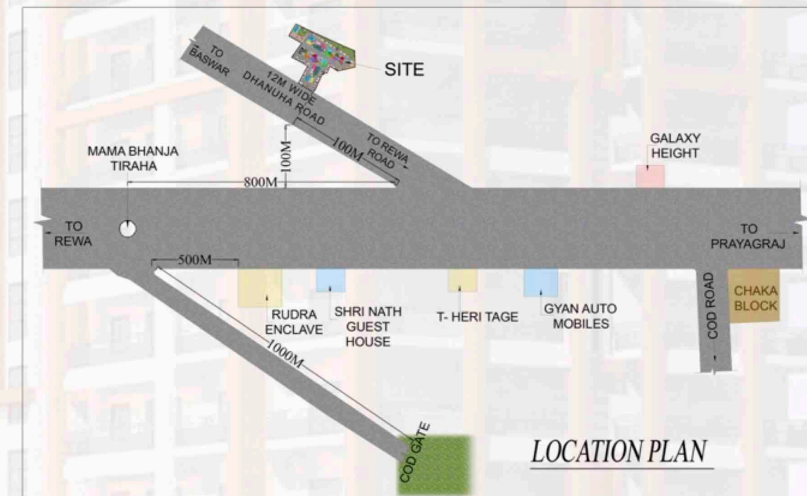 TO
BASWAR
12M WIDE
DHANUHA ROAD
SITE
TO REWA
ROAD
100M
100M
MAMA BHANJA
TIRAHA
800M
GALAXY
HEIGHT
TO
REWA
TO
PRAYAGRAJ
500M
RUDRA
ENCLAVE
SHRI NATH
GUEST
HOUSE
T- HERI TAGE
GYAN AUTO
MOBILES
COD ROAD
CHAKA
BLOCK
1000M
COD GATE
LOCATION PLAN